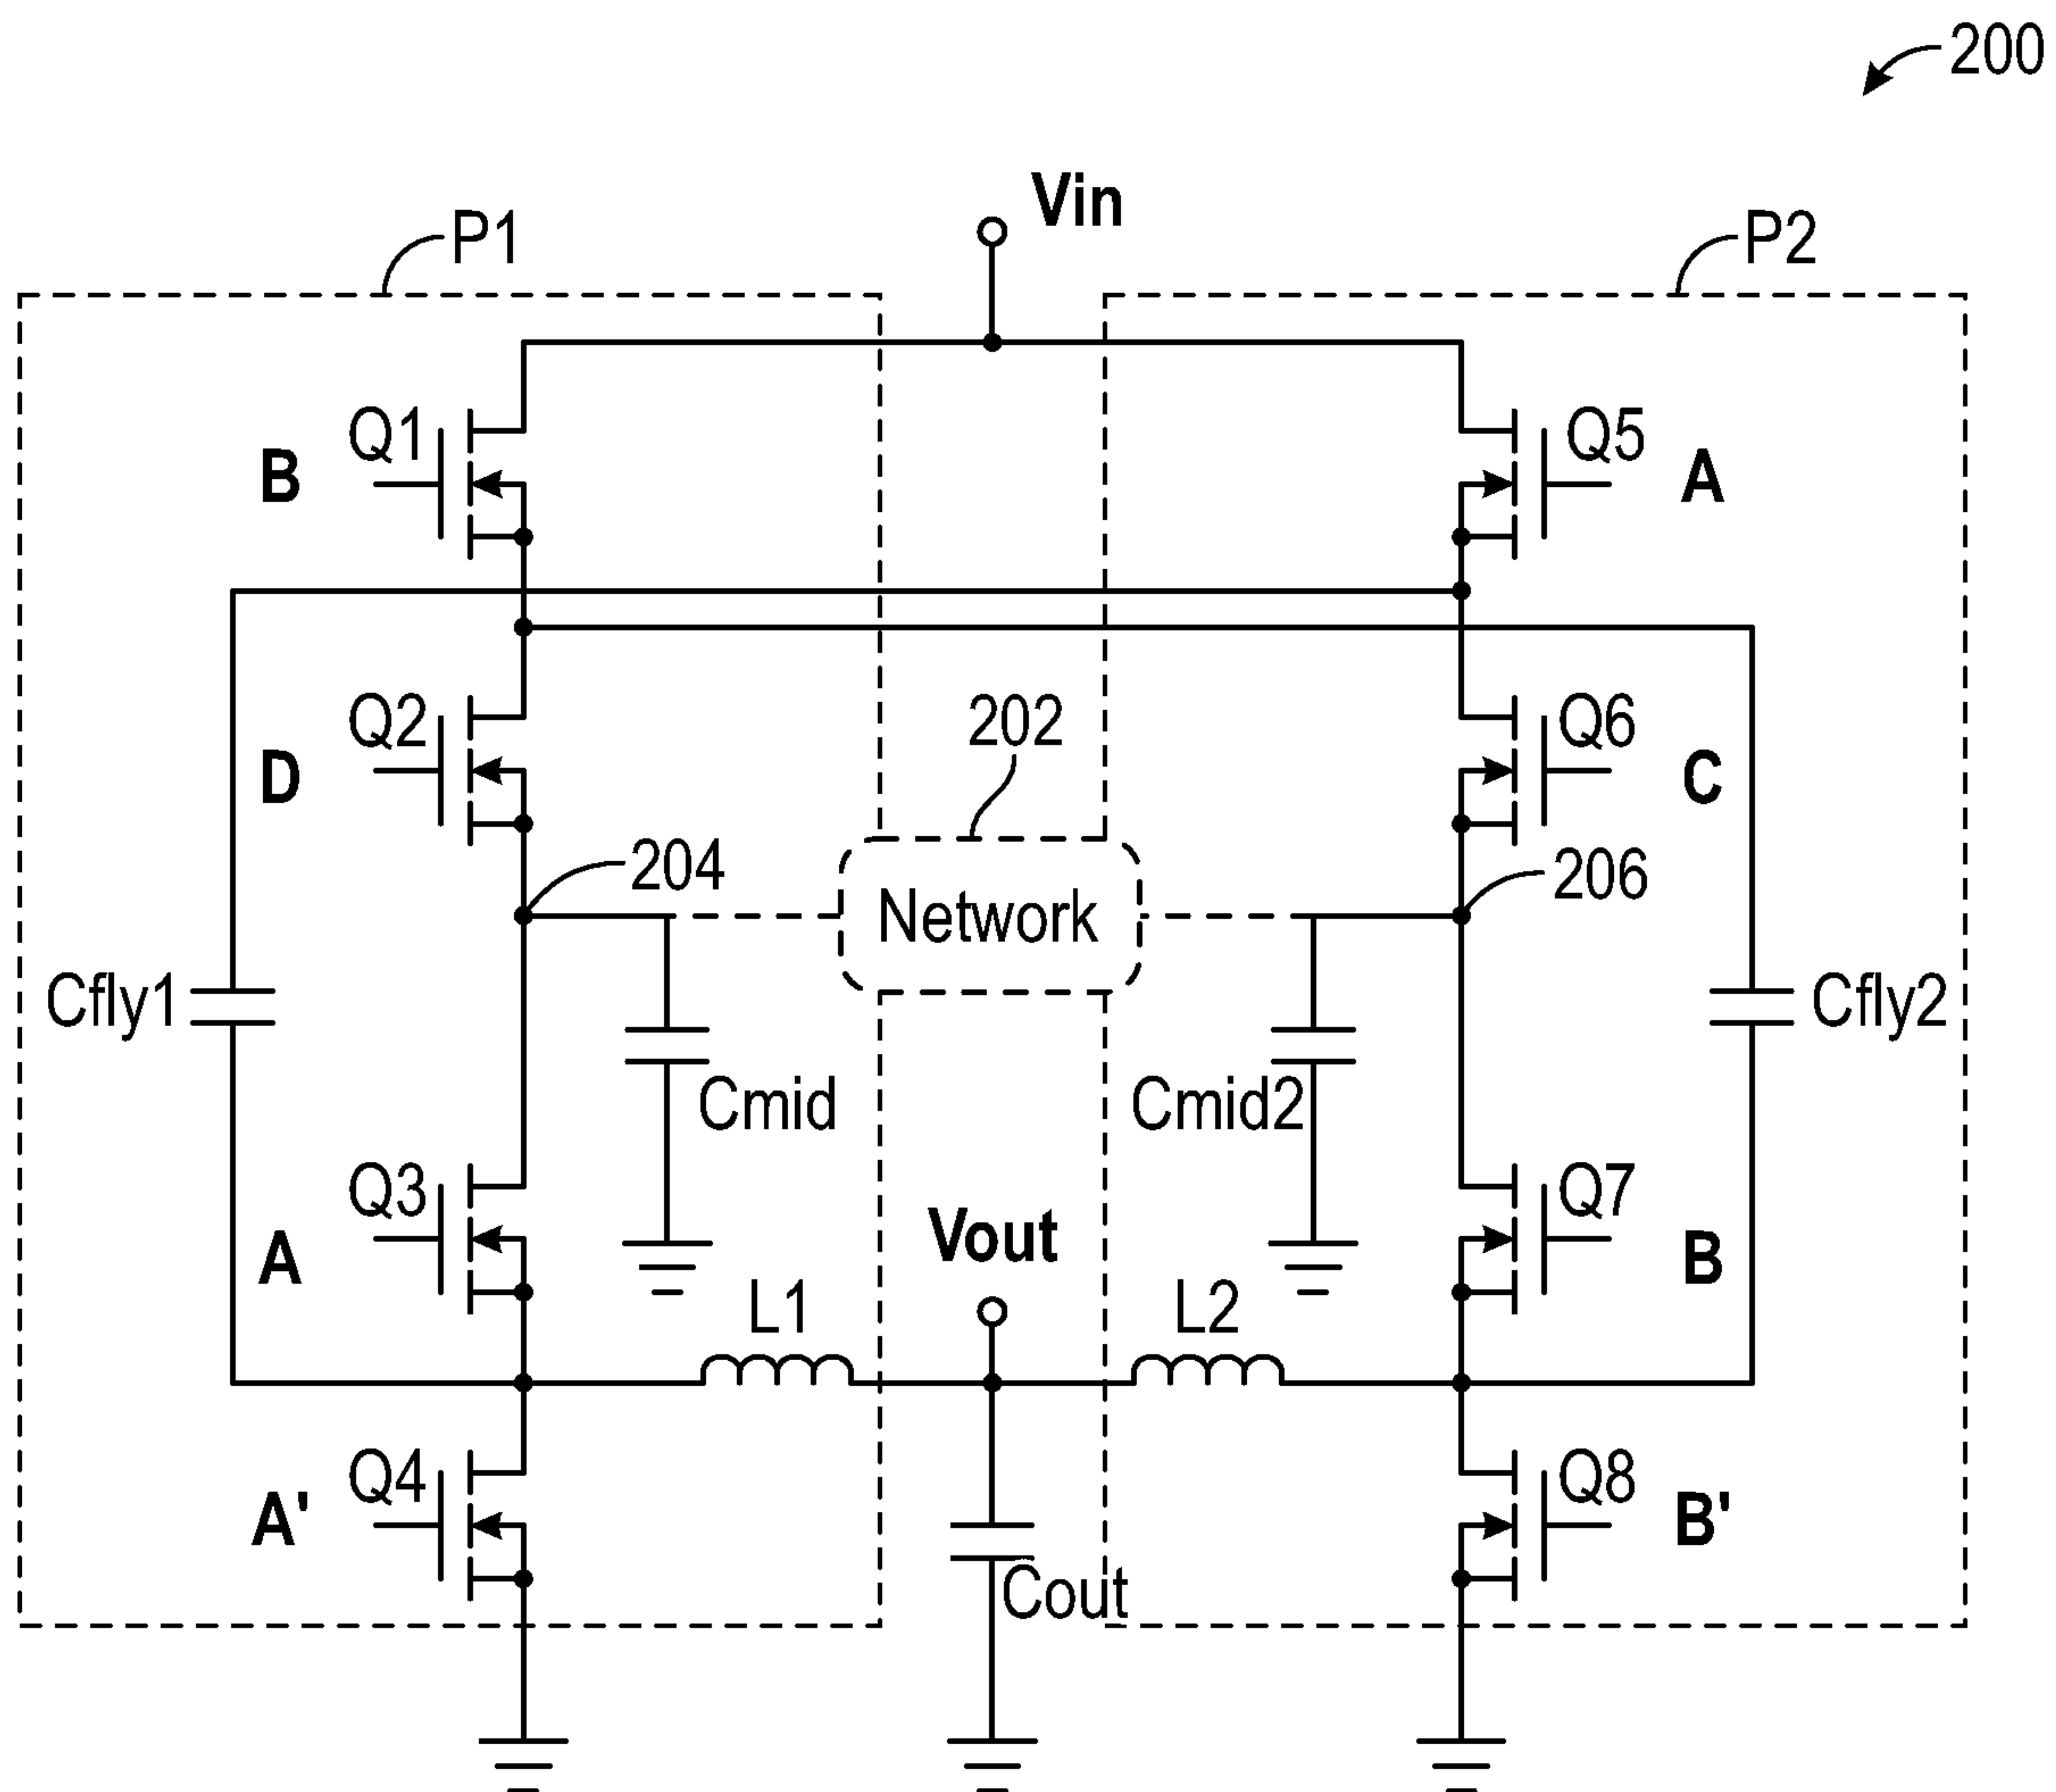 200
Vin
P1
P2
Q1
Q5
B
A
Q2
202
Q6
D
C
204
206
Network
Cfly1
Cfly2
Cmid
Cmid2
Q3
Q7
A
Vout
B
L1
L2
Q4
Q8
A'
B'
Cout